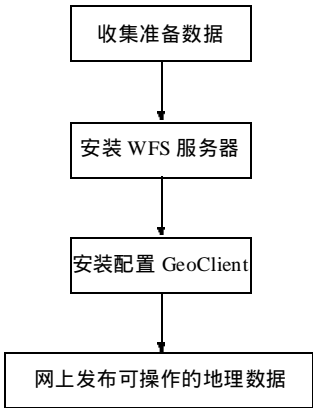 收集准备数据
安装 WFS 服务器
安装配置 GeoClient
网上发布可操作的地理数据